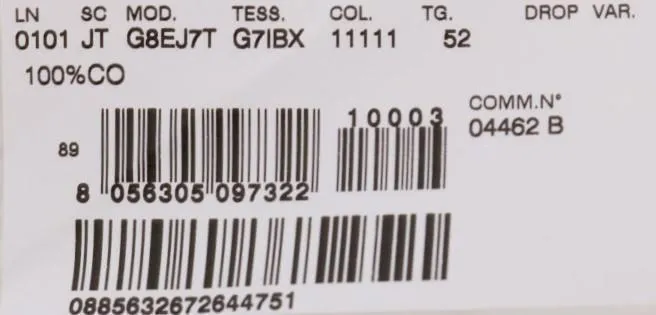 LN SC MOD. TESS. COL. TG. DROP VAR.
0101 JT G8EJ7T G7IBX 11111 52
100%CO
COMM.N°
04462 B
10003
89
8 056305 097322
0885632672644751